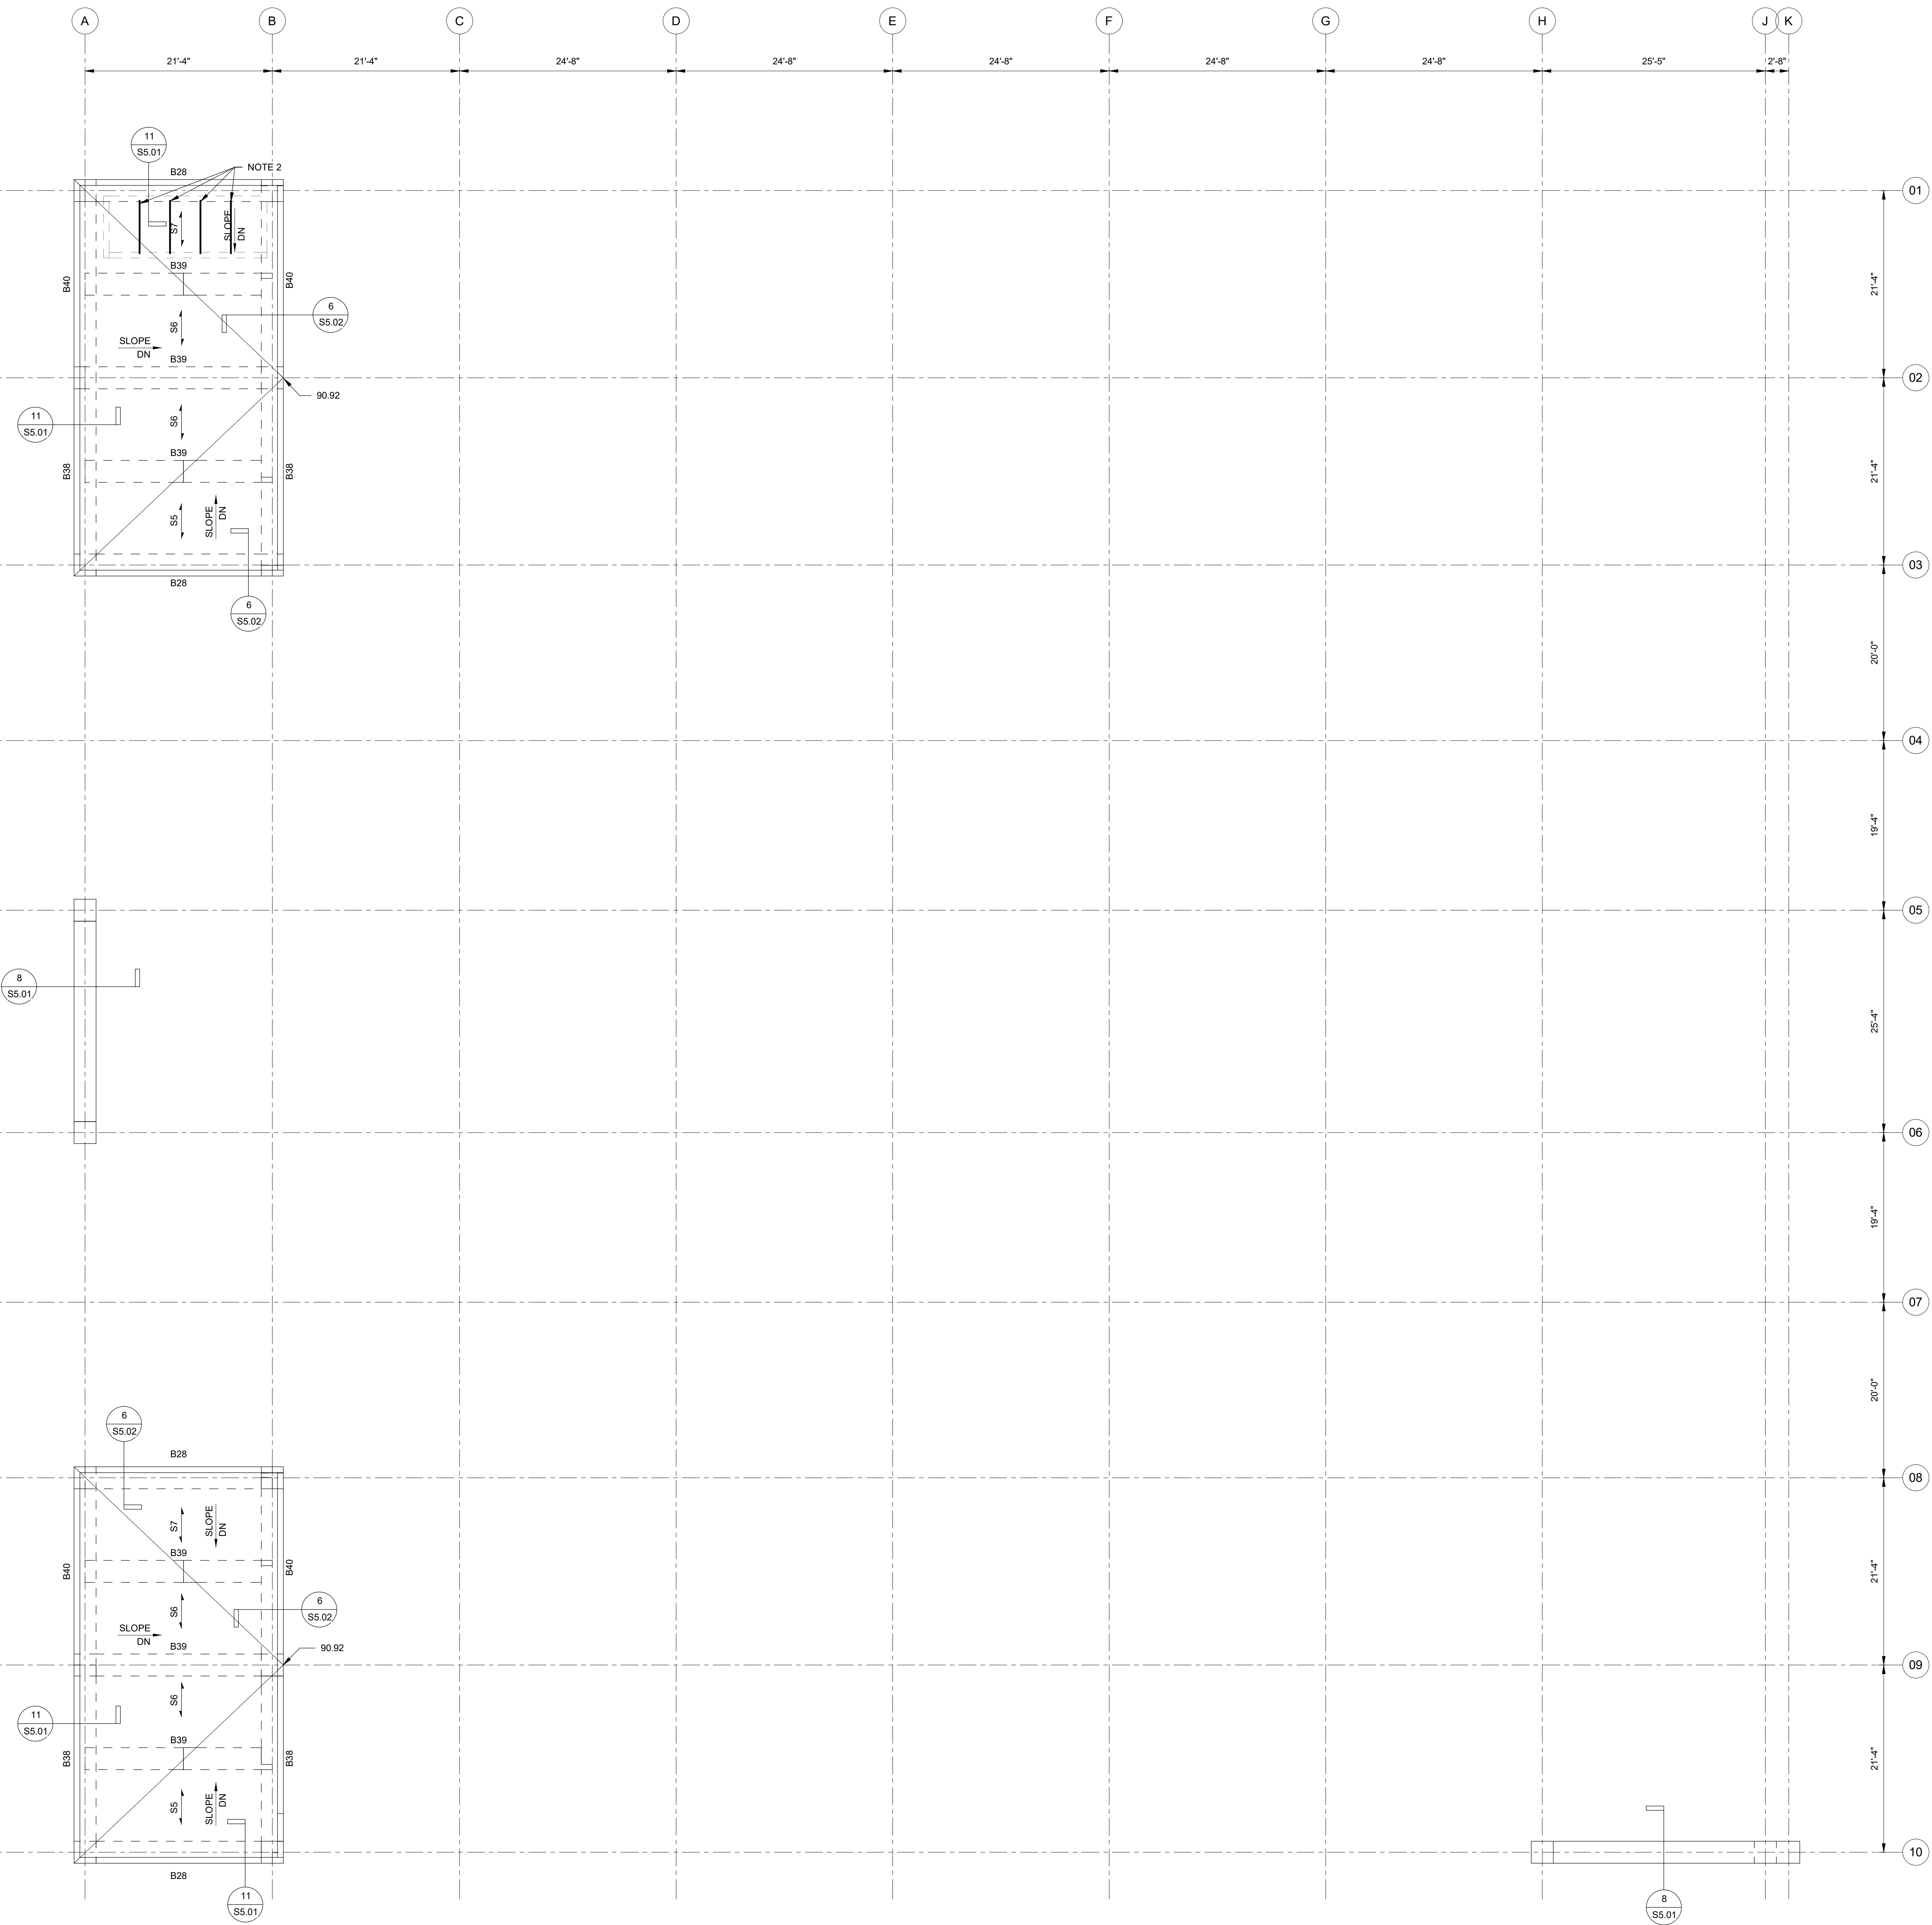 A
B
C
D
E
F
G
H
J
K
21'-4"
21'-4"
24'-8"
24'-8"
24'-8"
24'-8"
24'-8"
25'-5"
2'-8"
11
S5.01
NOTE 2
B28
01
S7
SLOPE
DN
B39
B40
B40
21'-4"
6
S5.02
S6
SLOPE
DN
B39
02
90.92
11
S5.01
S6
B39
B38
B38
21'-4"
S5
SLOPE
DN
03
B28
6
S5.02
20'-0"
04
19'-4"
05
8
S5.01
25'-4"
06
19'-4"
07
20'-0"
6
S5.02
B28
08
S7
SLOPE
DN
B39
B40
B40
21'-4"
6
S5.02
S6
SLOPE
DN
B39
90.92
09
S6
11
S5.01
B39
B38
B38
21'-4"
S5
SLOPE
DN
10
B28
11
S5.01
8
S5.01